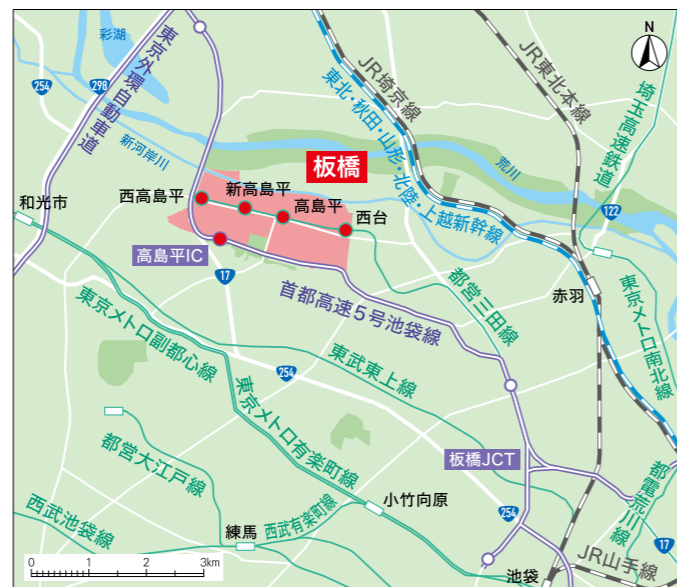 彩湖
254
298
東京外環自動車道
JR埼京線
東北・秋田・山形・北陸・上越新幹線
JR東北本線
埼玉高速鉄道
N
新河岸川
荒川
板橋
和光市
西高島平
新高島平
高島平
西台
122
高島平IC
17
首都高速5号池袋線
都営三田線
赤羽
東京メトロ南北線
東京メトロ副都心線
254
東武東上線
東京メトロ有楽町線
都営大江戸線
板橋JCT
西武池袋線
西武有楽町線
小竹向原
254
都電荒川線
練馬
17
JR山手線
池袋
0 1 2 3km